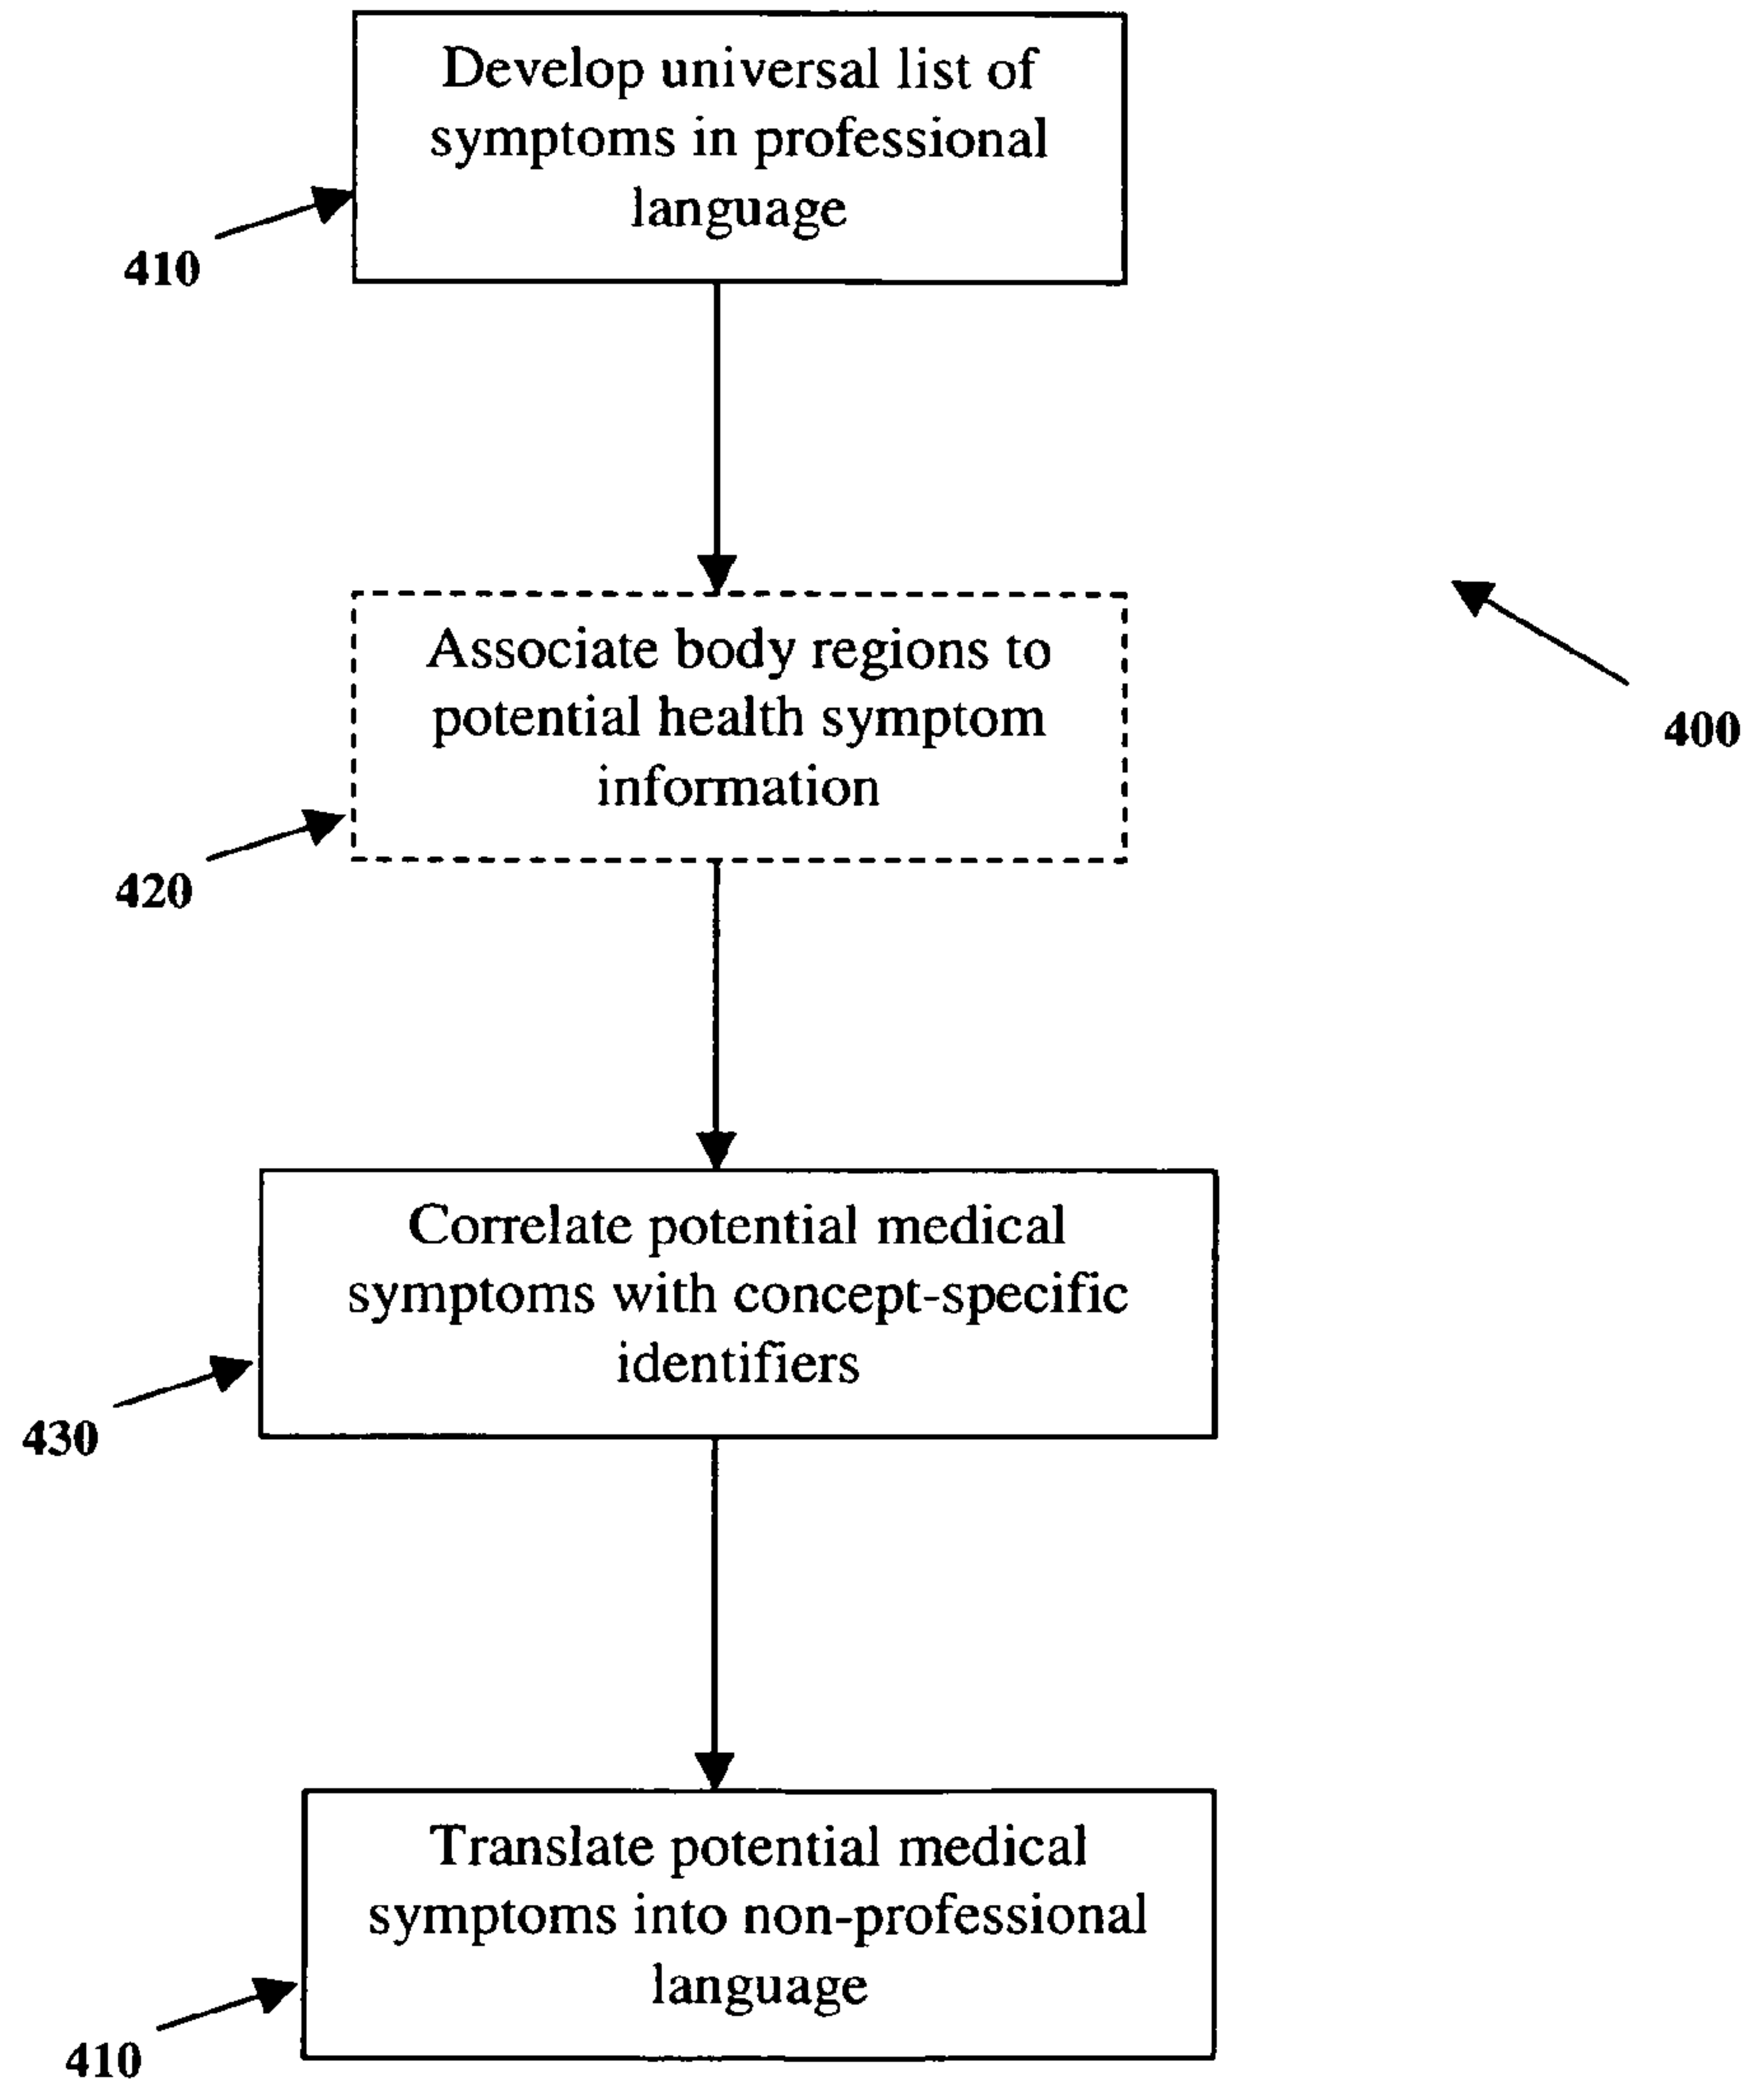 Develop universal list of
symptoms in professional
language
410
Associate body regions to
potential health symptom
information
400
420
Correlate potential medical
symptoms with concept-specific
identifiers
430
Translate potential medical
symptoms into non-professional
language
410